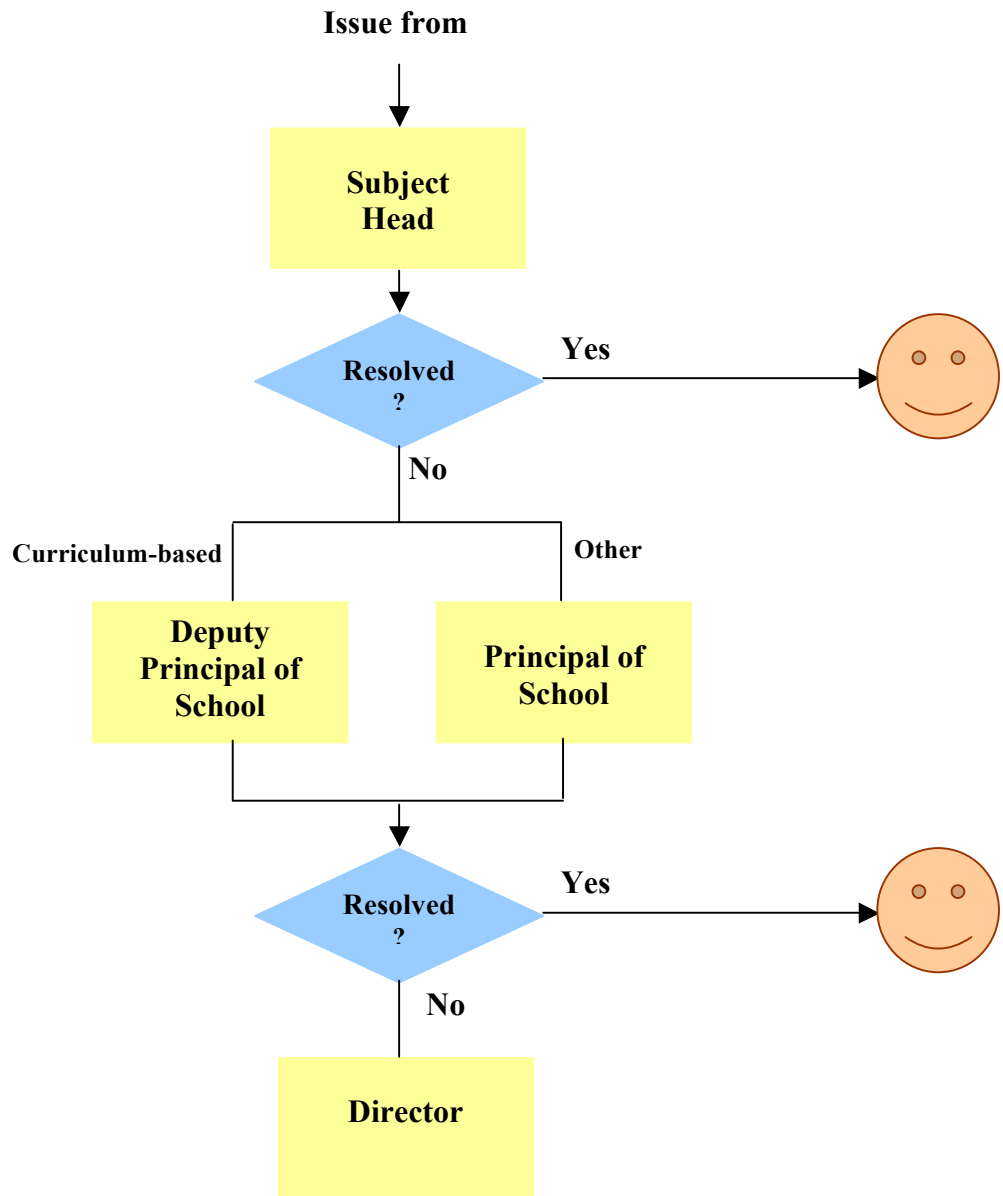 Issue from
Subject
Head
Resolved
?
Yes
No
Curriculum-based
Other
Deputy
Principal of
School
Principal of
School
Resolved
?
Yes
No
Director